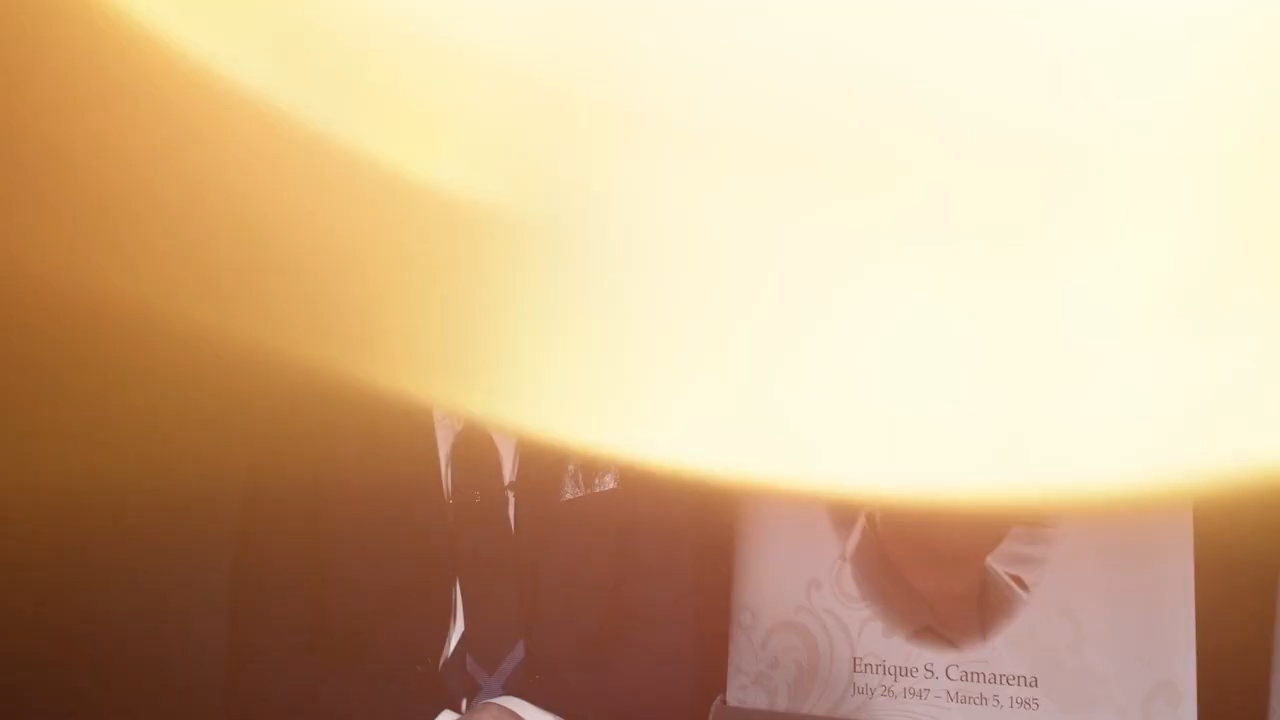 Enrique S. Camarena
July 26, 1947 – March 5, 1985